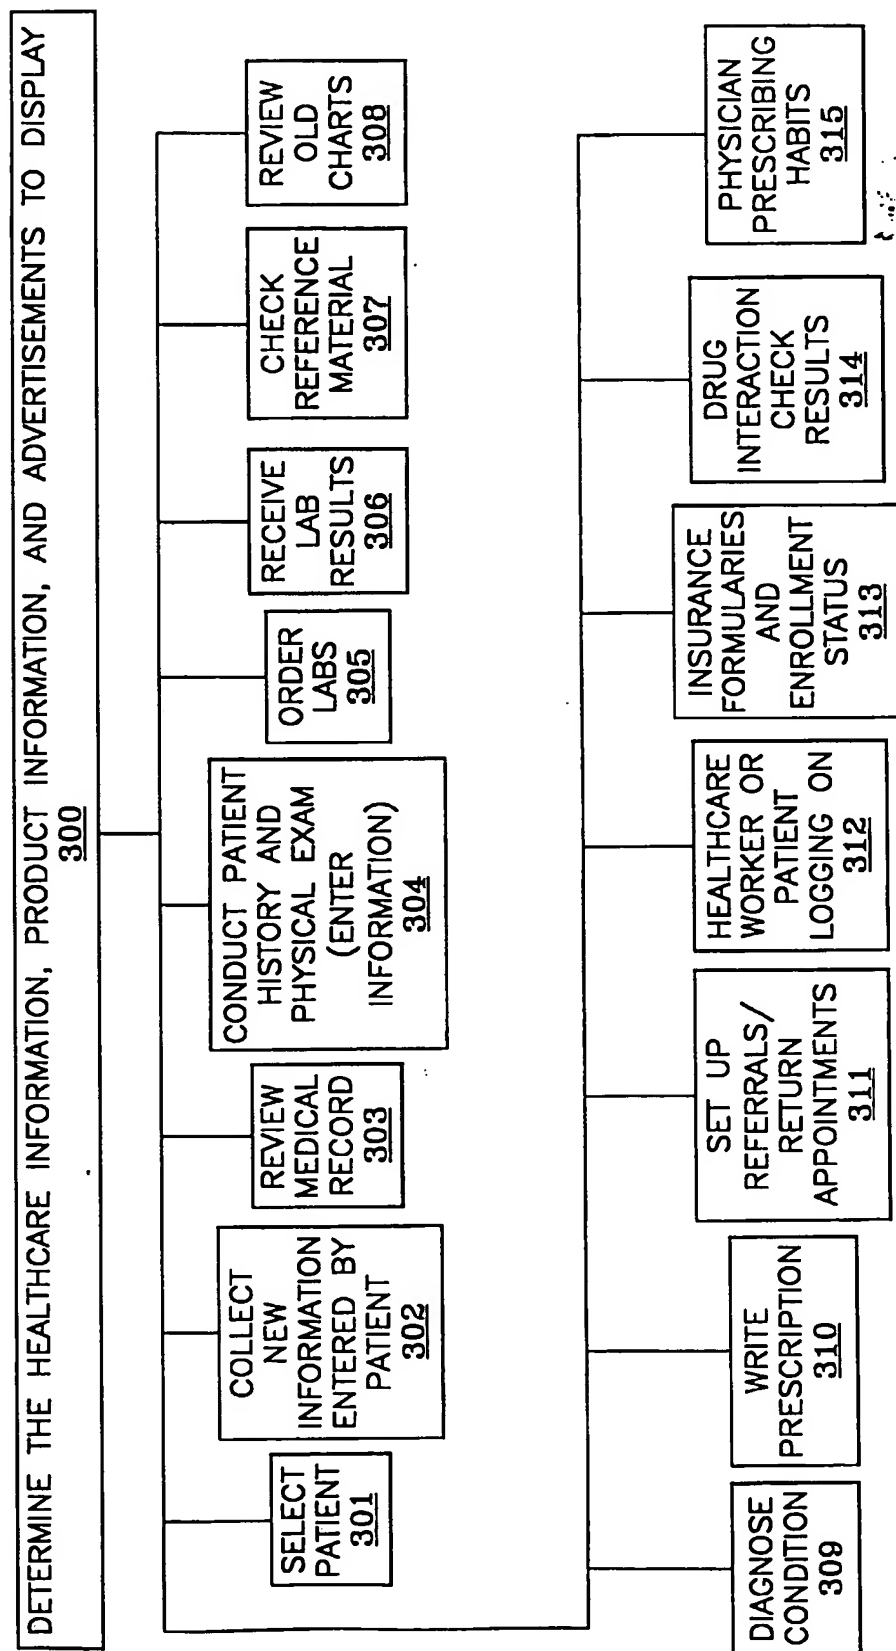 DETERMINE THE HEALTHCARE INFORMATION, PRODUCT INFORMATION, AND ADVERTISEMENTS TO DISPLAY
300
SELECT
PATIENT
301
COLLECT
NEW
INFORMATION
ENTERED BY
PATIENT
302
REVIEW
MEDICAL
RECORD
303
CONDUCT PATIENT
HISTORY AND
PHYSICAL EXAM
(ENTER
INFORMATION)
304
ORDER
LABS
305
RECEIVE
LAB
RESULTS
306
CHECK
REFERENCE
MATERIAL
307
REVIEW
OLD
CHARTS
308
DIAGNOSE
CONDITION
309
WRITE
PRESCRIPTION
310
SET UP
REFERRALS/
RETURN
APPOINTMENTS
311
HEALTHCARE
WORKER OR
PATIENT
LOGGING ON
312
INSURANCE
FORMULARIES
AND
ENROLLMENT
STATUS
313
DRUG
INTERACTION
CHECK
RESULTS
314
PHYSICIAN
PRESCRIBING
HABITS
315